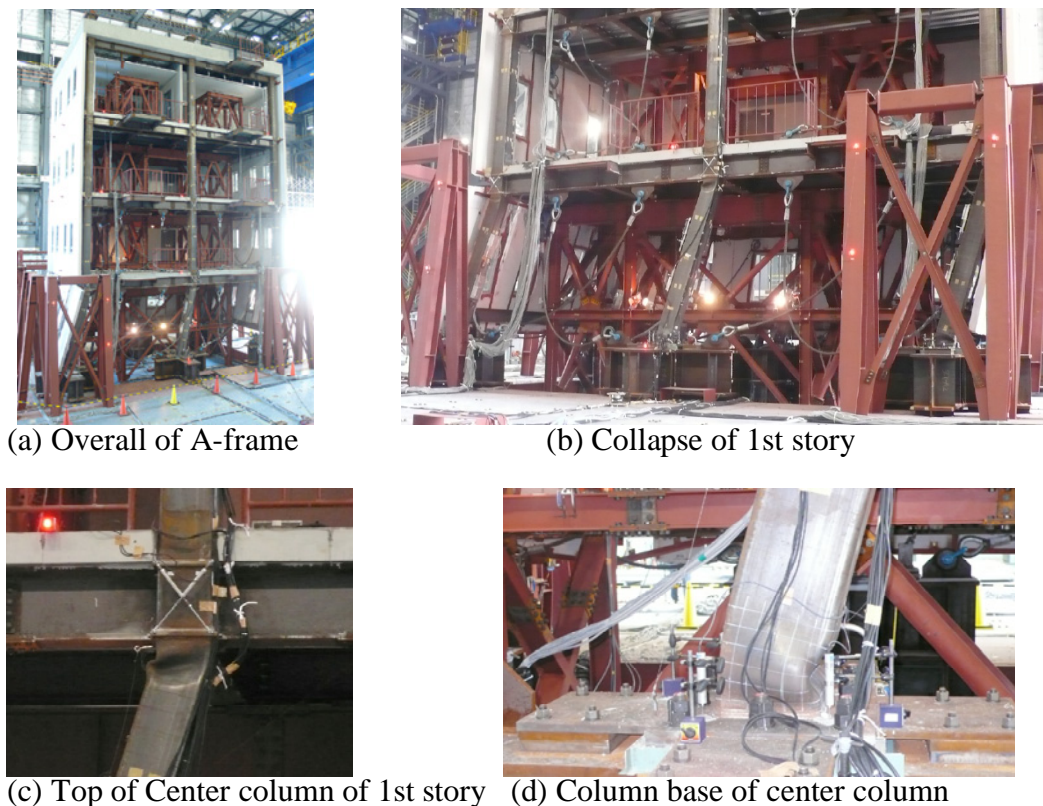 (a) Overall of A-frame
(b) Collapse of 1st story
(c) Top of Center column of 1st story
(d) Column base of center column